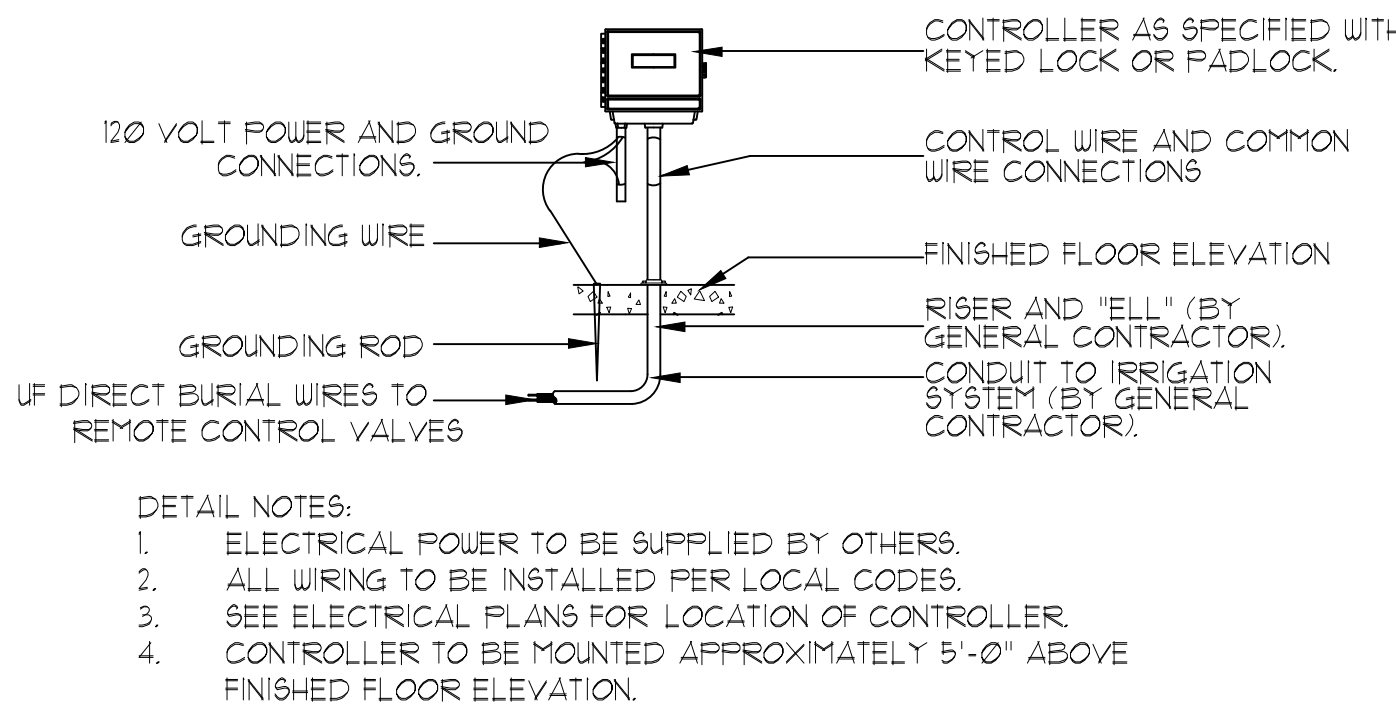 CONTROLLER AS SPECIFIED WITH
KEYED LOCK OR PADLOCK.
120 VOLT POWER AND GROUND
CONNECTIONS.
CONTROL WIRE AND COMMON
WIRE CONNECTIONS
GROUNDING WIRE
FINISHED FLOOR ELEVATION
RISER AND "ELL" (BY
GENERAL CONTRACTOR).
GROUNDING ROD
CONDUIT TO IRRIGATION
SYSTEM (BY GENERAL
CONTRACTOR).
UF DIRECT BURIAL WIRES TO
REMOTE CONTROL VALVES
DETAIL NOTES:
1. ELECTRICAL POWER TO BE SUPPLIED BY OTHERS.
2. ALL WIRING TO BE INSTALLED PER LOCAL CODES.
3. SEE ELECTRICAL PLANS FOR LOCATION OF CONTROLLER.
4. CONTROLLER TO BE MOUNTED APPROXIMATELY 5'-0" ABOVE
FINISHED FLOOR ELEVATION.